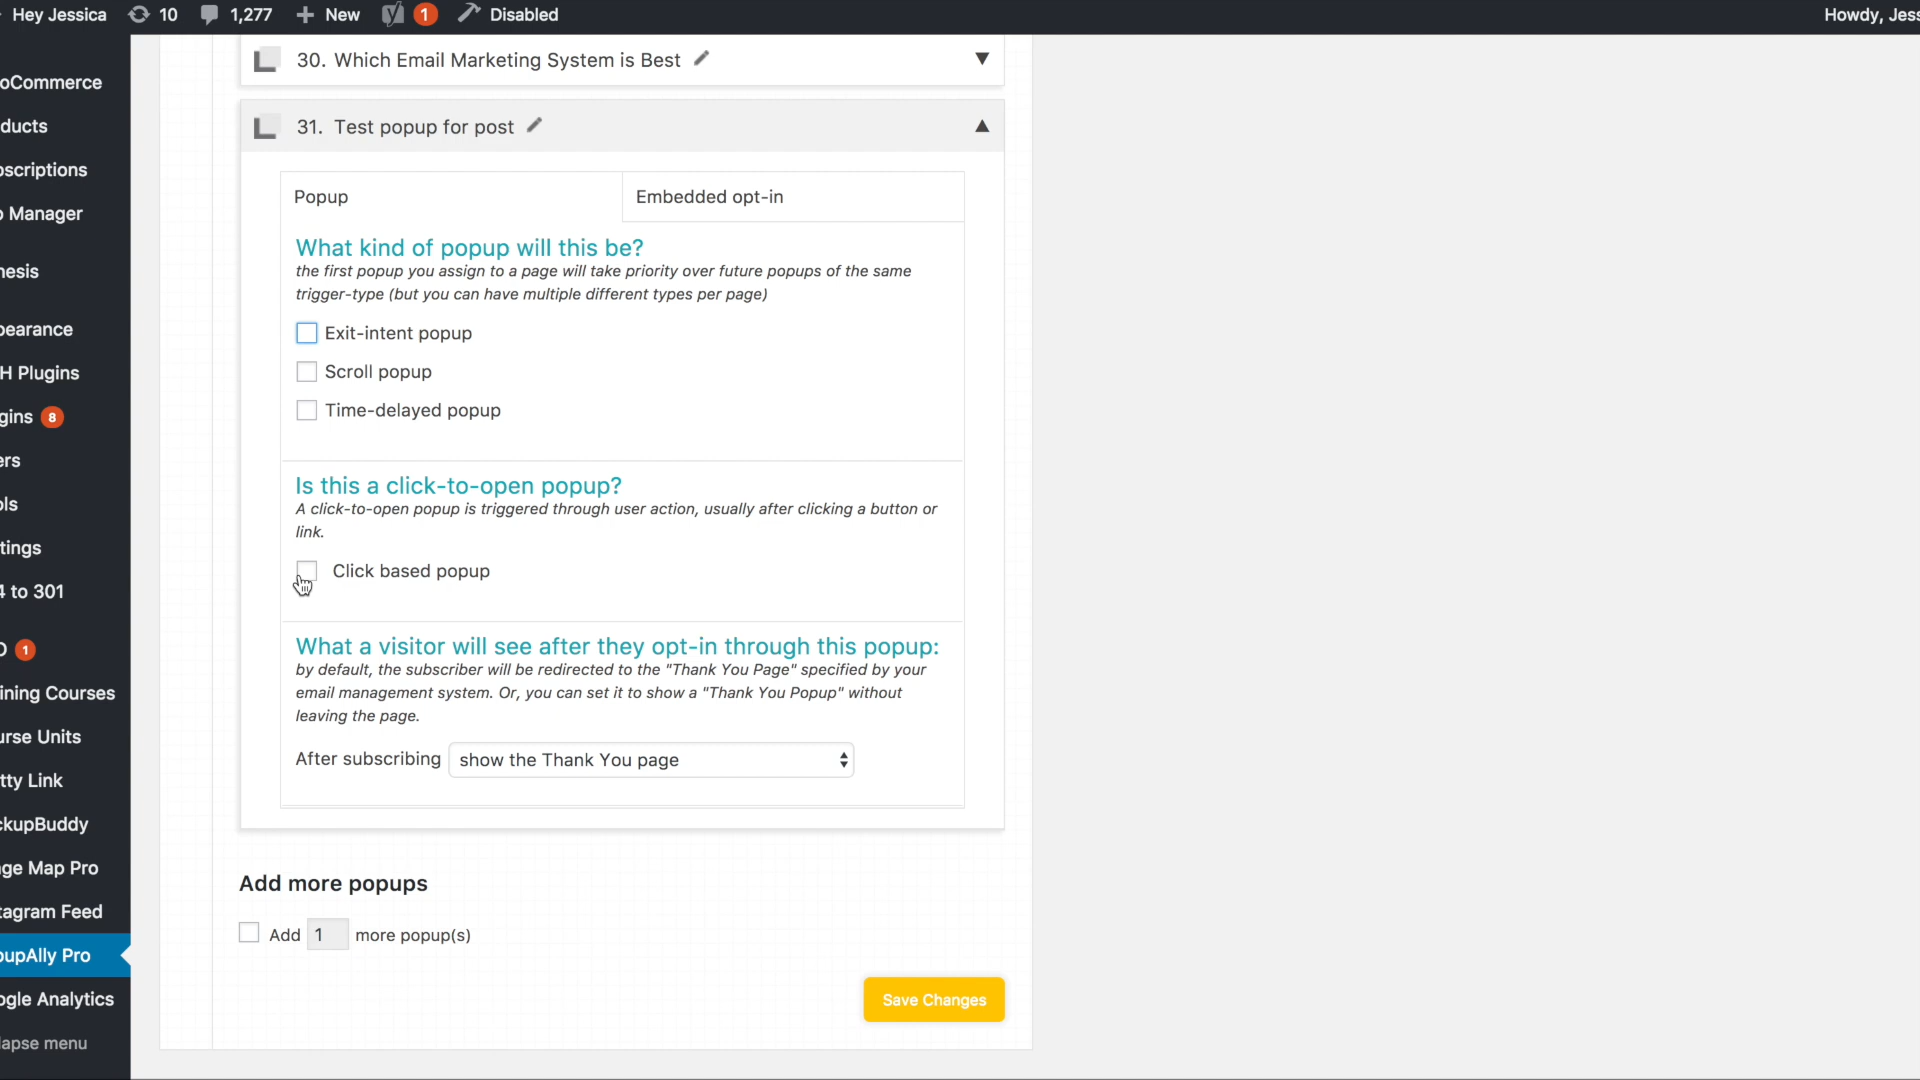 Hey Jessica 10 1,277 New 1 Disabled Howdy, Jess
oCommerce
ducts
oscriptions
o Manager
nesis
pearance
H Plugins
gins 8
ers
ols
tings
4 to 301
O 1
ining Courses
urse Units
tty Link
ckupBuddy
ge Map Pro
tagram Feed
oupAlly Pro
ogle Analytics
lapse menu
30. Which Email Marketing System is Best
31. Test popup for post
Popup Embedded opt-in
What kind of popup will this be?
the first popup you assign to a page will take priority over future popups of the same
trigger-type (but you can have multiple different types per page)
Exit-intent popup
Scroll popup
Time-delayed popup
Is this a click-to-open popup?
A click-to-open popup is triggered through user action, usually after clicking a button or
link.
Click based popup
What a visitor will see after they opt-in through this popup:
by default, the subscriber will be redirected to the "Thank You Page" specified by your
email management system. Or, you can set it to show a "Thank You Popup" without
leaving the page.
After subscribing show the Thank You page
Add more popups
Add 1 more popup(s)
Save Changes